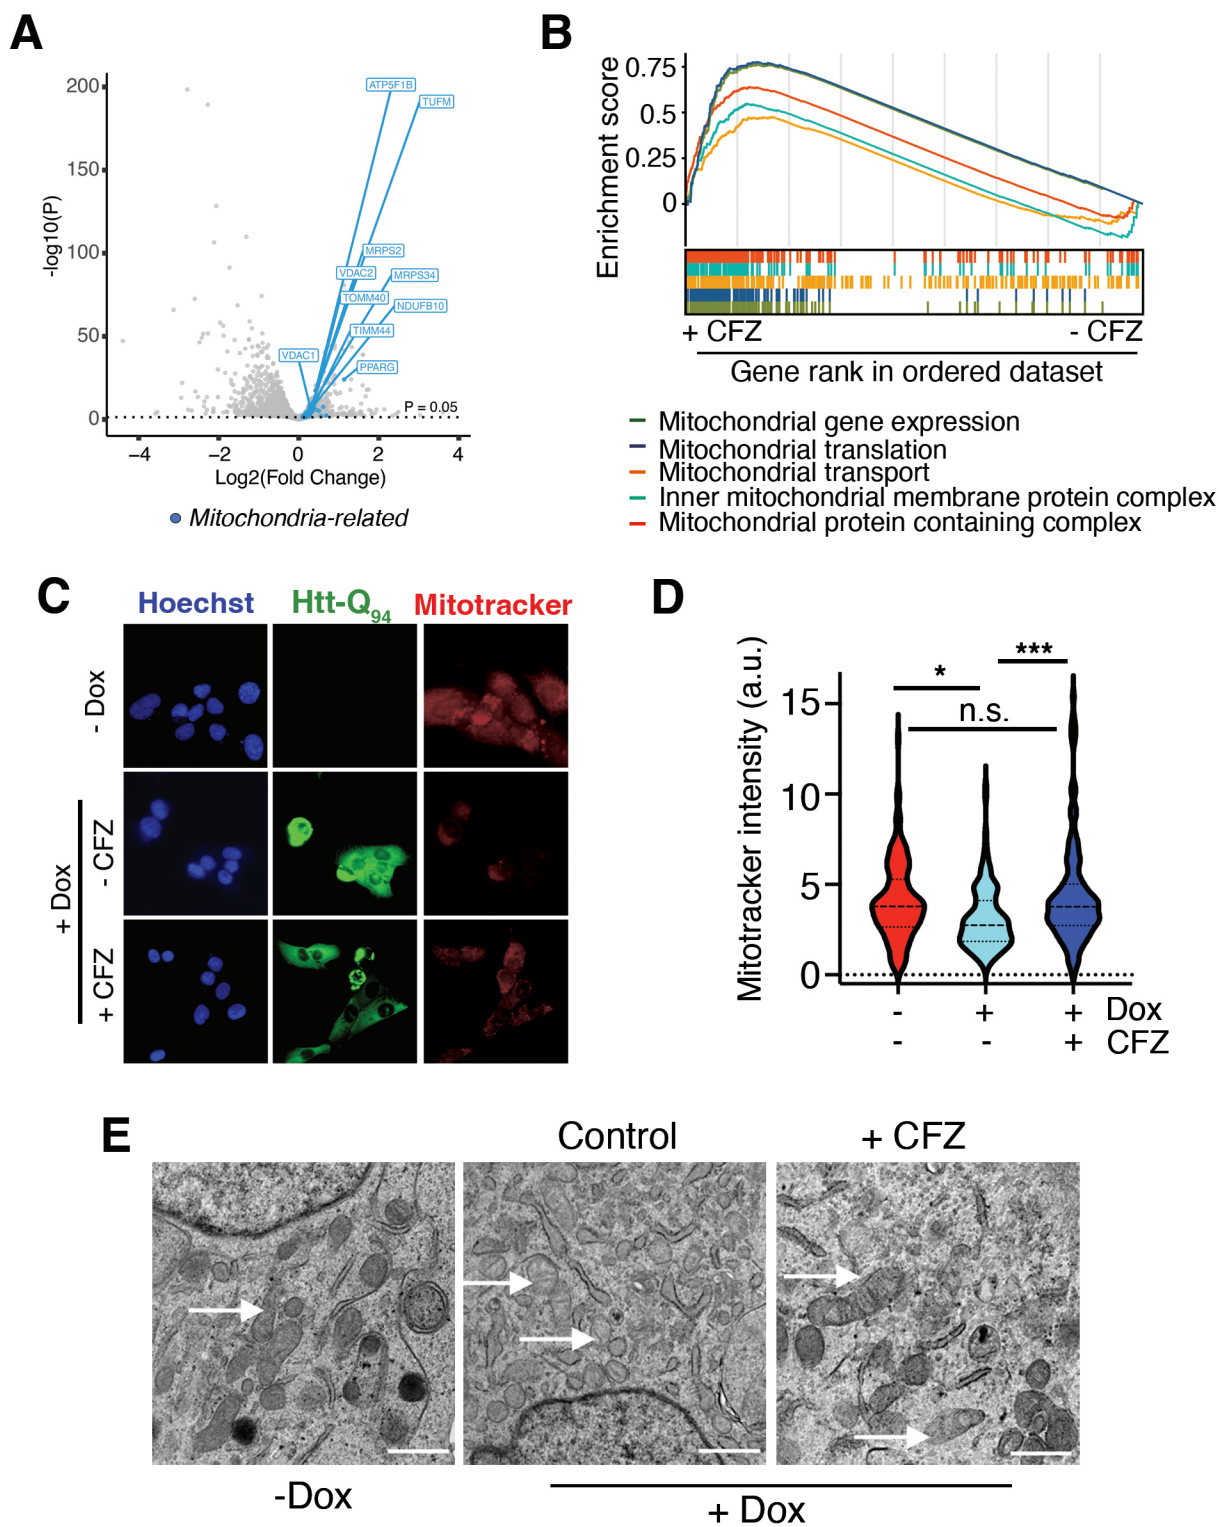 A
-log10(P)
200
150
100
50
0
ATP5F1B
TUFM
MRPS2
VDAC2
MRPS34
TOMM40
NDUFB10
TIMM44
VDAC1
PPARG
P = 0.05
−4
−2
0
2
4
Log2(Fold Change)
Mitochondria-related
B
Enrichment score
0.75
0.5
0.25
0
+ CFZ
- CFZ
Gene rank in ordered dataset
Mitochondrial gene expression
Mitochondrial translation
Mitochondrial transport
Inner mitochondrial membrane protein complex
Mitochondrial protein containing complex
C
Hoechst
Htt-Q94
Mitotracker
- Dox
+ Dox
- CFZ
+ CFZ
D
Mitotracker intensity (a.u.)
15
10
5
0
*
***
n.s.
- + + Dox
- - + CFZ
E
Control
+ CFZ
-Dox
+ Dox